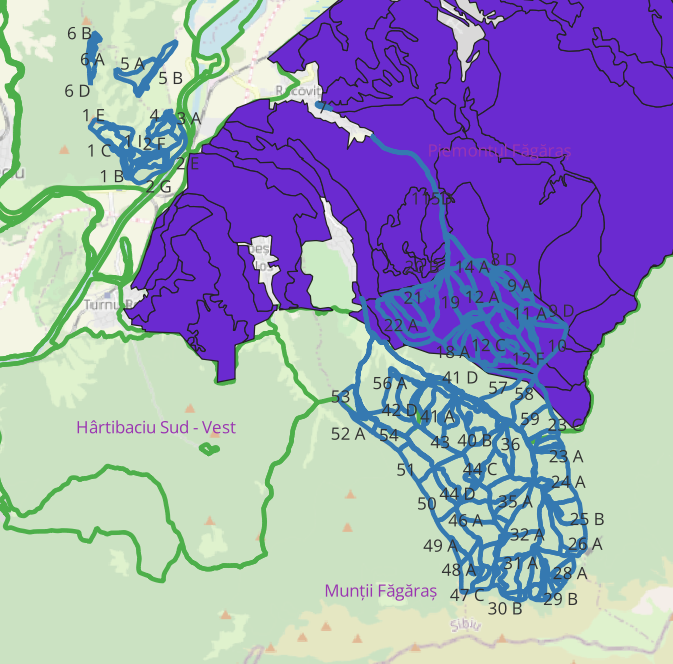 6 B
6 A
5 A
5 B
6 D
1 F
4
3 A
1 I
2 F
1 C
2 E
1 B
2 G
7
Piemontul Făgăraș
115
8 D
14 A
9 A
21
19
12 A
11 A
9 D
22 A
10
18 A
12 C
12 F
41 D
56 A
57
58
53
42 D
41 A
59
23 C
52 A
54
43
40 B
36
23 A
51
44 C
24 A
44 D
35 A
50
46 A
25 B
32 A
49 A
26 A
31 A
48 A
28 A
47 C
29 B
30 B
Hârtibaciu Sud - Vest
Munții Făgăraș
Sibiu